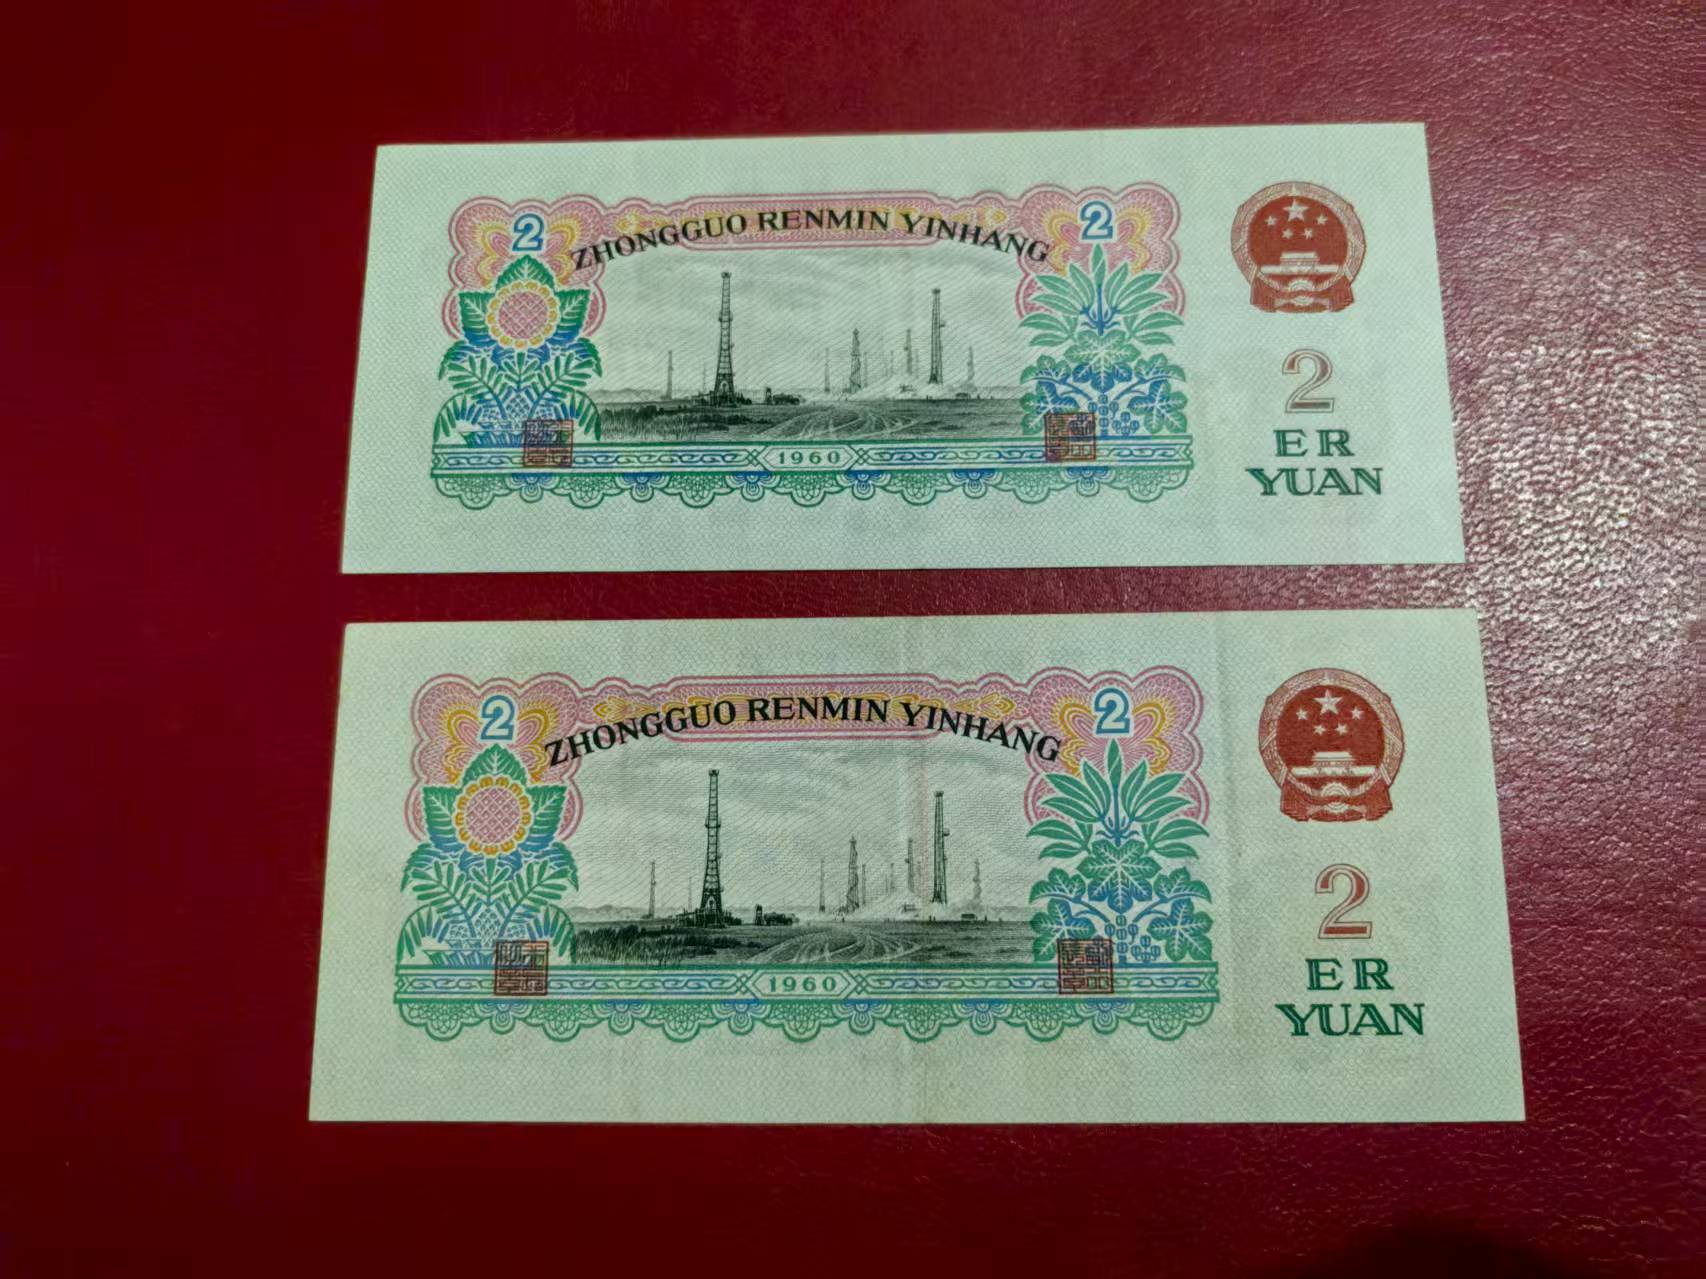 2 ZHONGGUO RENMIN YINHANG 2
2
ER
YUAN
1960
2 ZHONGGUO RENMIN YINHANG 2
2
ER
YUAN
1960